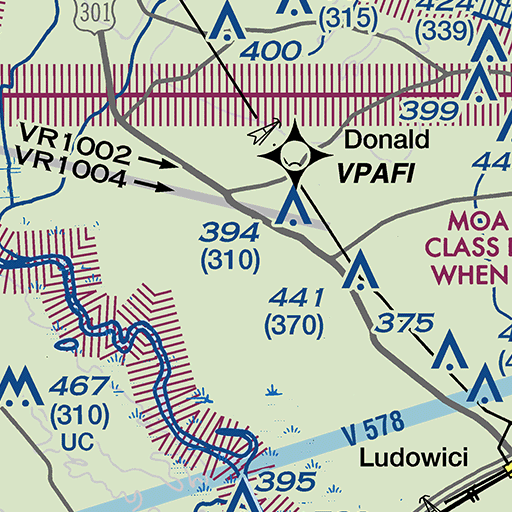 301
400
(315)
424
(339)
399
VR1002
VR1004
Donald
VPAFI
44
394
(310)
MOA
CLASS
WHEN
441
(370)
375
467
(310)
UC
V 578
Ludowici
395